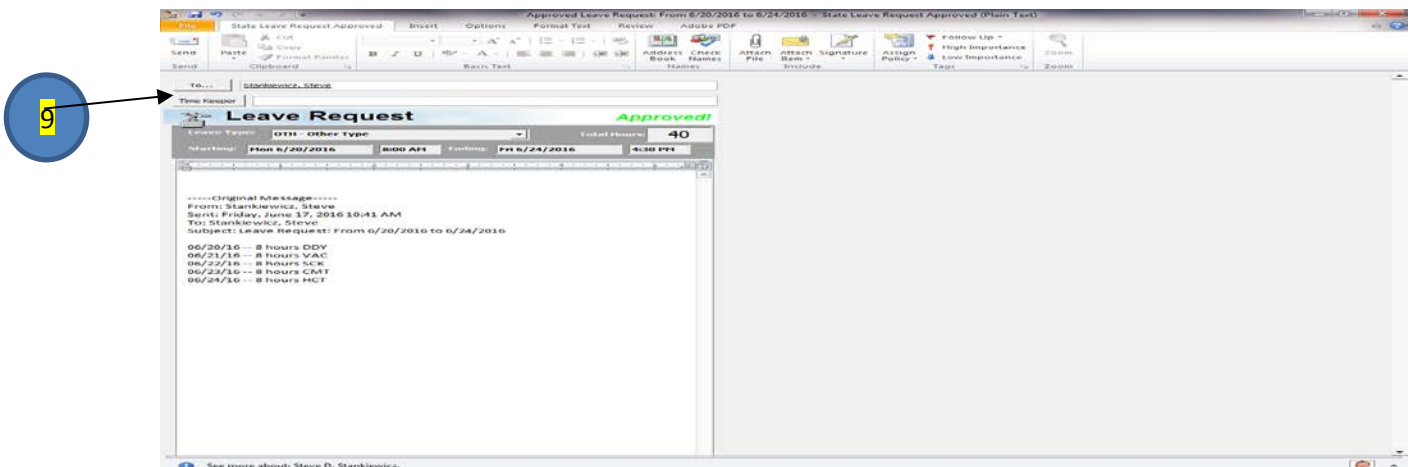 Approved Leave Request: From 6/20/2016 to 6/24/2016 - State Leave Request Approved (Plain Text)
File State Leave Request Approved Insert Options Format Text Review Adobe PDF
Cut
Copy
Format Painter
Send Paste
B I U
Address Book Check Names
Attach File Attach Item Signature
Assign Policy
Follow Up
High Importance
Low Importance
Zoom
Send Clipboard Basic Text Names Include Tags Zoom
To... Stankiewicz, Steve
9
Time Keeper
Leave Request Approved!
Leave Type: OTH - Other Type Total Hours: 40
Starting: Mon 6/20/2016 8:00 AM Ending: Fri 6/24/2016 4:30 PM
-----Original Message-----
From: Stankiewicz, Steve
Sent: Friday, June 17, 2016 10:41 AM
To: Stankiewicz, Steve
Subject: Leave Request: From 6/20/2016 to 6/24/2016
06/20/16 -- 8 hours DDY
06/21/16 -- 8 hours VAC
06/22/16 -- 8 hours SCK
06/23/16 -- 8 hours CMT
06/24/16 -- 8 hours HCT
See more about: Steve D. Stankiewicz.